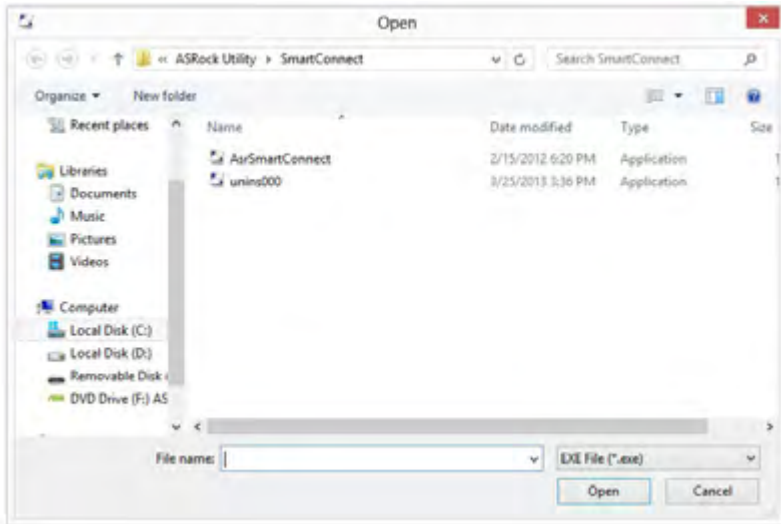 Open
« ASRock Utility › SmartConnect
Search SmartConnect
Organize New folder
Recent places
Libraries
Documents
Music
Pictures
Videos
Computer
Local Disk (C:)
Local Disk (D:)
Removable Disk
DVD Drive (F:) AS
Name Date modified Type Size
AsrSmartConnect 2/15/2012 6:20 PM Application 1
unins000 3/25/2013 3:36 PM Application 1
File name: EXE File (*.exe)
Open Cancel